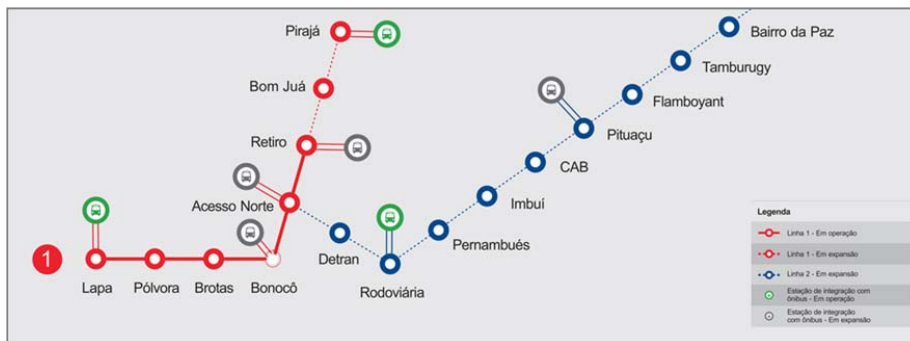 Pirajá
Bom Juá
Retiro
Acesso Norte
1
Lapa
Pólvora
Brotas
Bonocô
Detran
Rodoviária
Pernambués
Imbuí
CAB
Pituaçu
Flamboyant
Tamburugy
Bairro da Paz
Legenda
Linha 1 - Em operação
Linha 1 - Em expansão
Linha 2 - Em expansão
Estação de integração com
ônibus - Em operação
Estação de integração
com ônibus - Em expansão